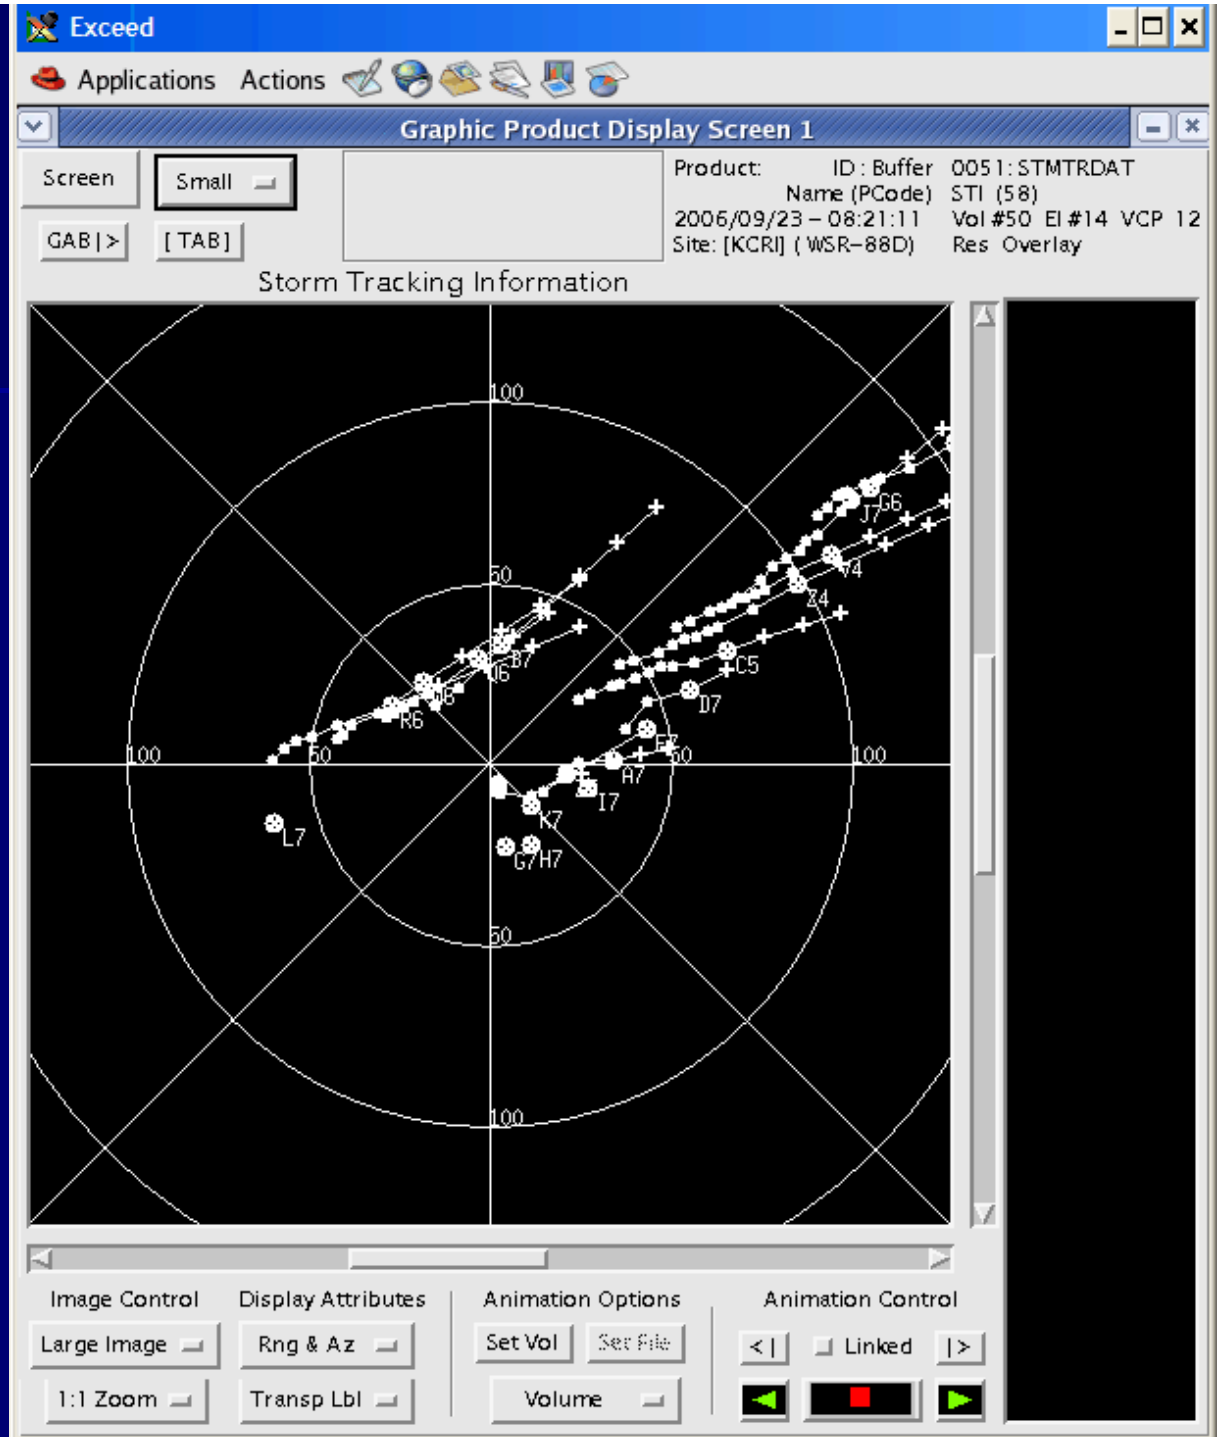 Exceed
Applications Actions
Graphic Product Display Screen 1
Screen Small
GAB|> [TAB]
Product: ID : Buffer 0051: STMTRDAT
Name (PCode) STI (58)
2006/09/23 – 08:21:11 Vol #50 El #14 VCP 12
Site: [KCRI] ( WSR–88D) Res Overlay
Storm Tracking Information
100
G6
J7
50
V4
Z4
B7
U6
C5
R6
D7
100 50 50 100
A7
I7
K7
L7
G7 H7
50
100
Image Control Display Attributes Animation Options Animation Control
Large Image Rng & Az Set Vol Set File <| Linked |>
1:1 Zoom Transp Lbl Volume